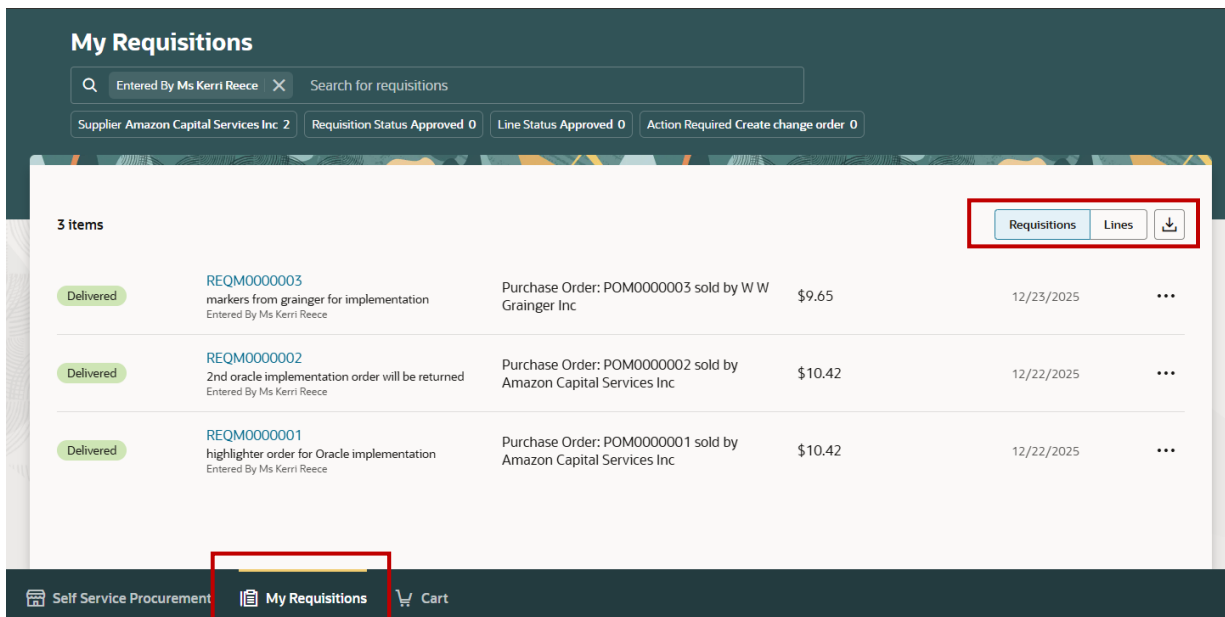 My Requisitions
Entered By Ms Kerri Reece Search for requisitions
Supplier Amazon Capital Services Inc 2 Requisition Status Approved 0 Line Status Approved 0 Action Required Create change order 0
3 items
Requisitions Lines
Delivered
REQM0000003
markers from grainger for implementation
Entered By Ms Kerri Reece
Purchase Order: POM0000003 sold by W W
Grainger Inc
$9.65
12/23/2025
Delivered
REQM0000002
2nd oracle implementation order will be returned
Entered By Ms Kerri Reece
Purchase Order: POM0000002 sold by
Amazon Capital Services Inc
$10.42
12/22/2025
Delivered
REQM0000001
highlighter order for Oracle implementation
Entered By Ms Kerri Reece
Purchase Order: POM0000001 sold by
Amazon Capital Services Inc
$10.42
12/22/2025
Self Service Procurement My Requisitions Cart